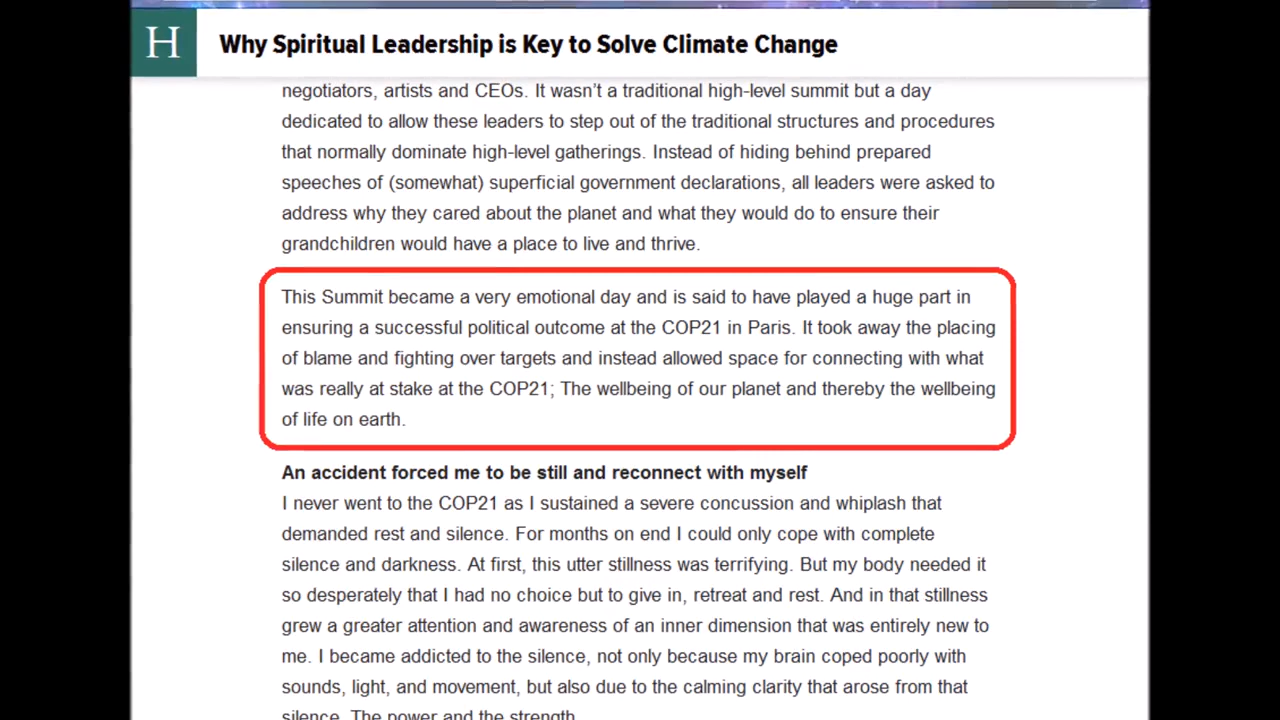 H
Why Spiritual Leadership is Key to Solve Climate Change
negotiators, artists and CEOs. It wasn’t a traditional high-level summit but a day
dedicated to allow these leaders to step out of the traditional structures and procedures
that normally dominate high-level gatherings. Instead of hiding behind prepared
speeches of (somewhat) superficial government declarations, all leaders were asked to
address why they cared about the planet and what they would do to ensure their
grandchildren would have a place to live and thrive.
This Summit became a very emotional day and is said to have played a huge part in
ensuring a successful political outcome at the COP21 in Paris. It took away the placing
of blame and fighting over targets and instead allowed space for connecting with what
was really at stake at the COP21; The wellbeing of our planet and thereby the wellbeing
of life on earth.
An accident forced me to be still and reconnect with myself
I never went to the COP21 as I sustained a severe concussion and whiplash that
demanded rest and silence. For months on end I could only cope with complete
silence and darkness. At first, this utter stillness was terrifying. But my body needed it
so desperately that I had no choice but to give in, retreat and rest. And in that stillness
grew a greater attention and awareness of an inner dimension that was entirely new to
me. I became addicted to the silence, not only because my brain coped poorly with
sounds, light, and movement, but also due to the calming clarity that arose from that
silence. The power and the strength